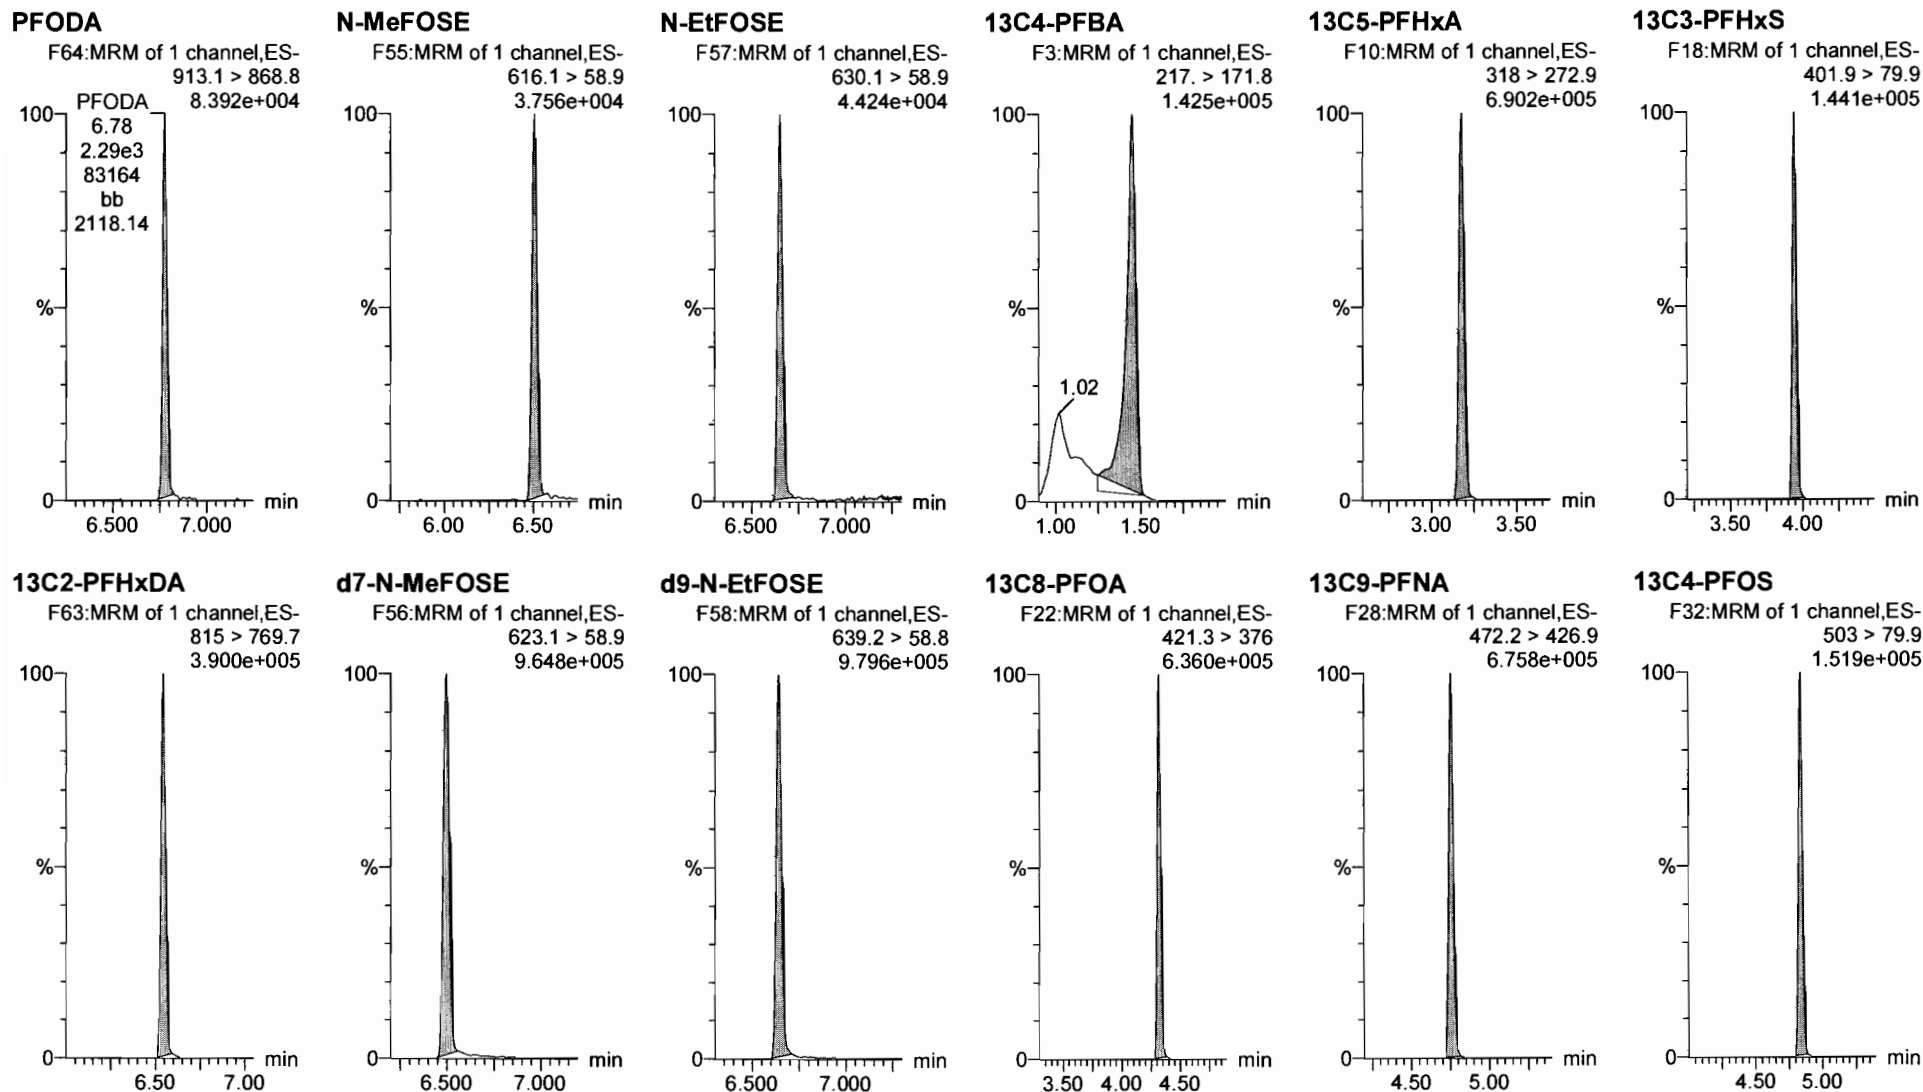 PFODA
F64:MRM of 1 channel,ES-
913.1 > 868.8
8.392e+004
PFODA
6.78
2.29e3
83164
bb
2118.14
100
%
0
6.500 7.000 min
N-MeFOSE
F55:MRM of 1 channel,ES-
616.1 > 58.9
3.756e+004
100
%
0
6.00 6.50 min
N-EtFOSE
F57:MRM of 1 channel,ES-
630.1 > 58.9
4.424e+004
100
%
0
6.500 7.000 min
13C4-PFBA
F3:MRM of 1 channel,ES-
217. > 171.8
1.425e+005
100
%
1.02
0
1.00 1.50 min
13C5-PFHxA
F10:MRM of 1 channel,ES-
318 > 272.9
6.902e+005
100
%
0
3.00 3.50 min
13C3-PFHxS
F18:MRM of 1 channel,ES-
401.9 > 79.9
1.441e+005
100
%
0
3.50 4.00 min
13C2-PFHxDA
F63:MRM of 1 channel,ES-
815 > 769.7
3.900e+005
100
%
0
6.50 7.00 min
d7-N-MeFOSE
F56:MRM of 1 channel,ES-
623.1 > 58.9
9.648e+005
100
%
0
6.500 7.000 min
d9-N-EtFOSE
F58:MRM of 1 channel,ES-
639.2 > 58.8
9.796e+005
100
%
0
6.500 7.000 min
13C8-PFOA
F22:MRM of 1 channel,ES-
421.3 > 376
6.360e+005
100
%
0
3.50 4.00 4.50 min
13C9-PFNA
F28:MRM of 1 channel,ES-
472.2 > 426.9
6.758e+005
100
%
0
4.50 5.00 min
13C4-PFOS
F32:MRM of 1 channel,ES-
503 > 79.9
1.519e+005
100
%
0
4.50 5.00 min